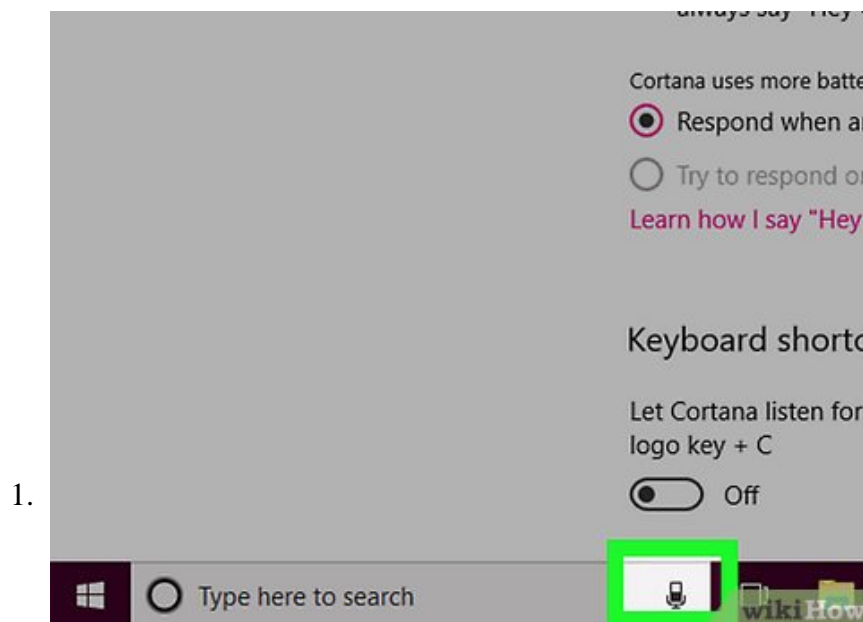 Cortana uses more batte
Respond when a
Try to respond o
Learn how I say "Hey
Keyboard shortc
Let Cortana listen for
logo key + C
1.
Off
Type here to search
wikiHow